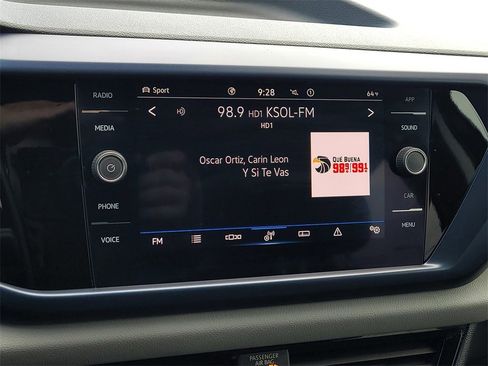 RADIO
Sport
9:28
64°F
APP
98.9 HD1 KSOL-FM
HD1
MEDIA
SOUND
Oscar Ortiz, Carin Leon
Y Si Te Vas
QUÉ BUENA
98.9 99.1
PHONE
CAR
VOICE
FM
MENU
PASSENGER
AIR BAG